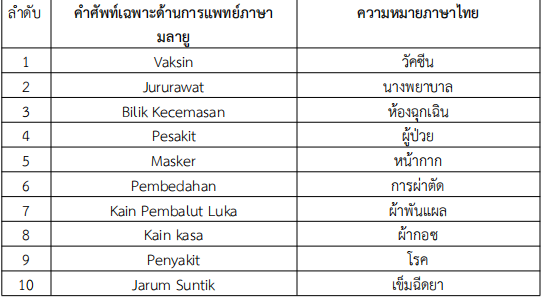 ลำดับ คำศัพท์เฉพาะด้านการแพทย์ภาษา ความหมายภาษาไทย
มลายู
1 Vaksin วัคซีน
2 Jururawat นางพยาบาล
3 Bilik Kecemasan ห้องฉุกเฉิน
4 Pesakit ผู้ป่วย
5 Masker หน้ากาก
6 Pembedahan การผ่าตัด
7 Kain Pembalut Luka ผ้าพันแผล
8 Kain kasa ผ้ากอซ
9 Penyakit โรค
10 Jarum Suntik เข็มฉีดยา